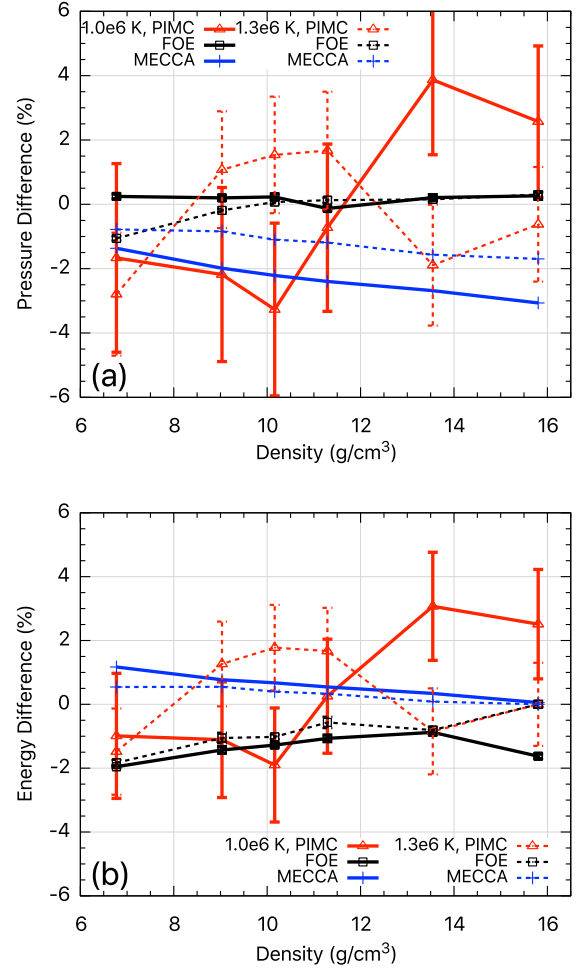 6
1.0e6 K, PIMC 1.3e6 K, PIMC
FOE FOE
MECCA MECCA
4
2
0
-2
-4
-6
Pressure Difference (%)
(a)
6 8 10 12 14 16
Density (g/cm³)
6
4
2
0
-2
-4
-6
Energy Difference (%)
1.0e6 K, PIMC 1.3e6 K, PIMC
FOE FOE
MECCA MECCA
(b)
6 8 10 12 14 16
Density (g/cm³)